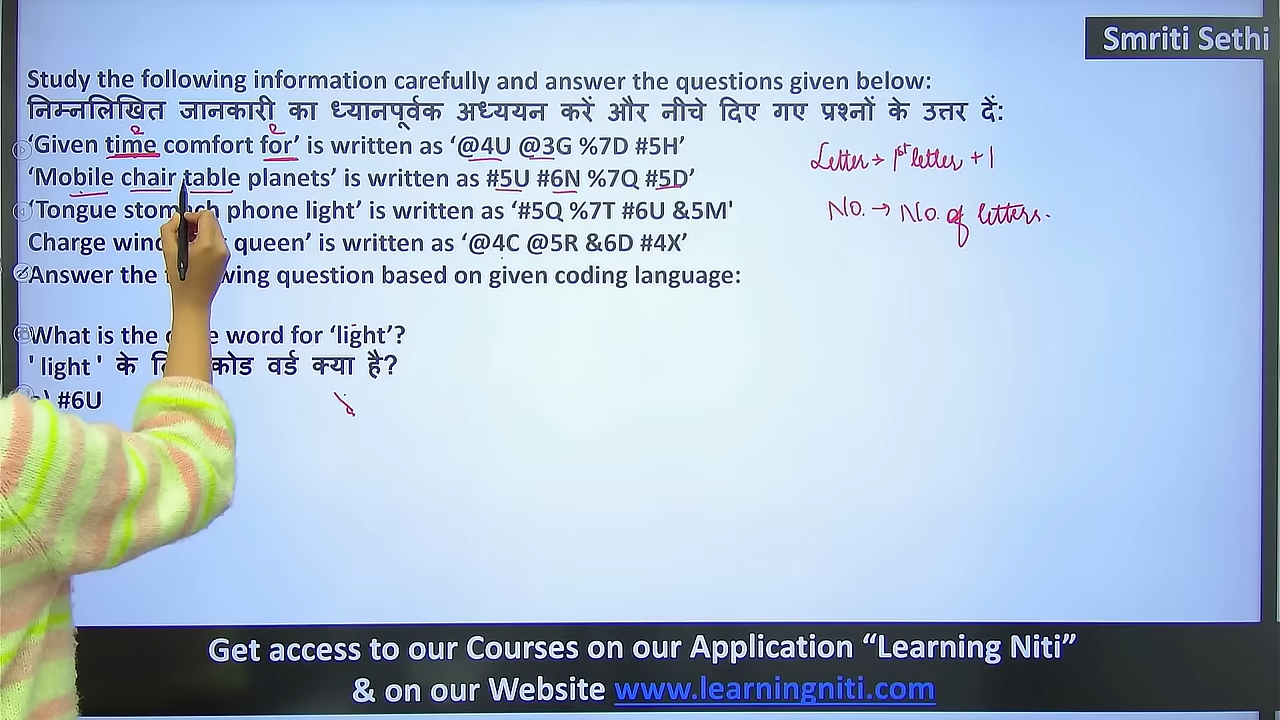 Smriti Sethi
Study the following information carefully and answer the questions given below:
निम्नलिखित जानकारी का ध्यानपूर्वक अध्ययन करें और नीचे दिए गए प्रश्नों के उत्तर दें:
‘Given time comfort for’ is written as ‘@4U @3G %7D #5H’
Letter → 1st letter + 1
‘Mobile chair table planets’ is written as #5U #6N %7Q #5D’
No. → No. of letters.
‘Tongue phone light’ is written as ‘#5Q %7T #6U &5M'
Charge queen’ is written as ‘@4C @5R &6D #4X’
Answer the question based on given coding language:
What is the word for ‘light’?
' light ' के कोड वर्ड क्या है?
#6U
Get access to our Courses on our Application “Learning Niti”
& on our Website www.learningniti.com